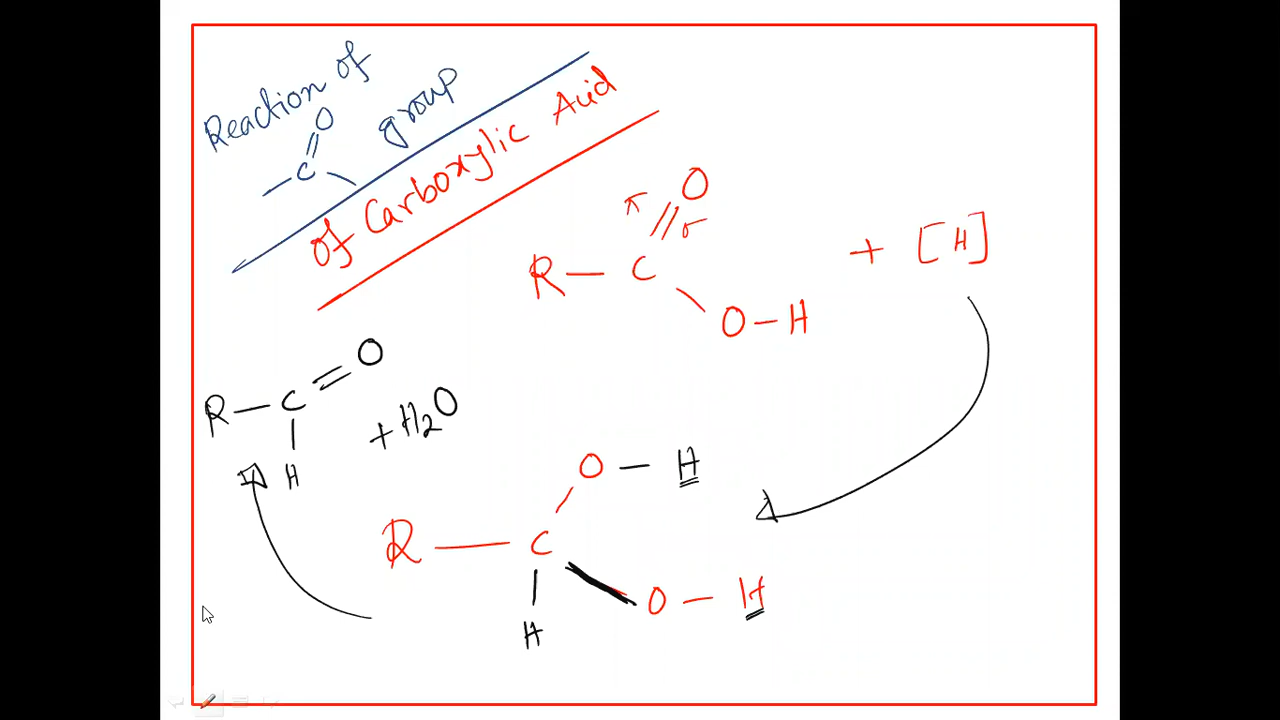 Reaction of
O
— C group
of Carboxylic Acid
π O
σ
R — C + [H]
O — H
O
R — C
+ H2O
H
O — H
R — C
O — H
H